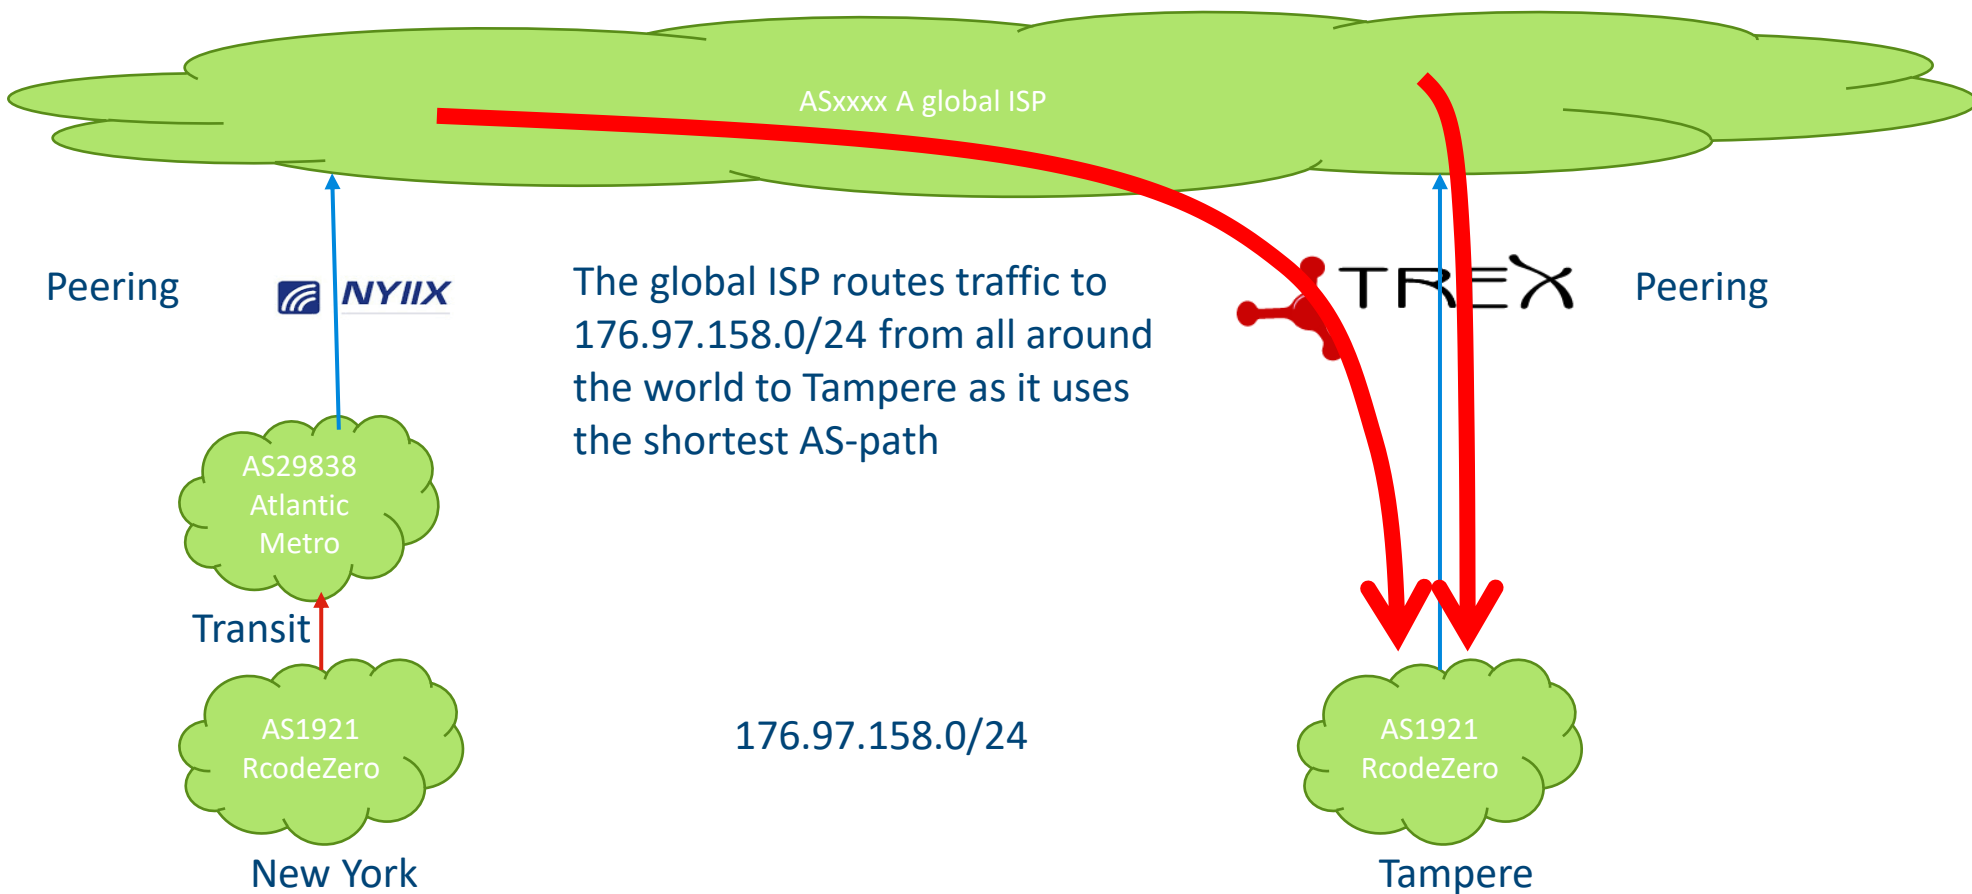 ASxxxx A global ISP
Peering
NYIIX
The global ISP routes traffic to
176.97.158.0/24 from all around
the world to Tampere as it uses
the shortest AS-path
TREX
Peering
AS29838
Atlantic
Metro
Transit
AS1921
RcodeZero
176.97.158.0/24
AS1921
RcodeZero
New York
Tampere